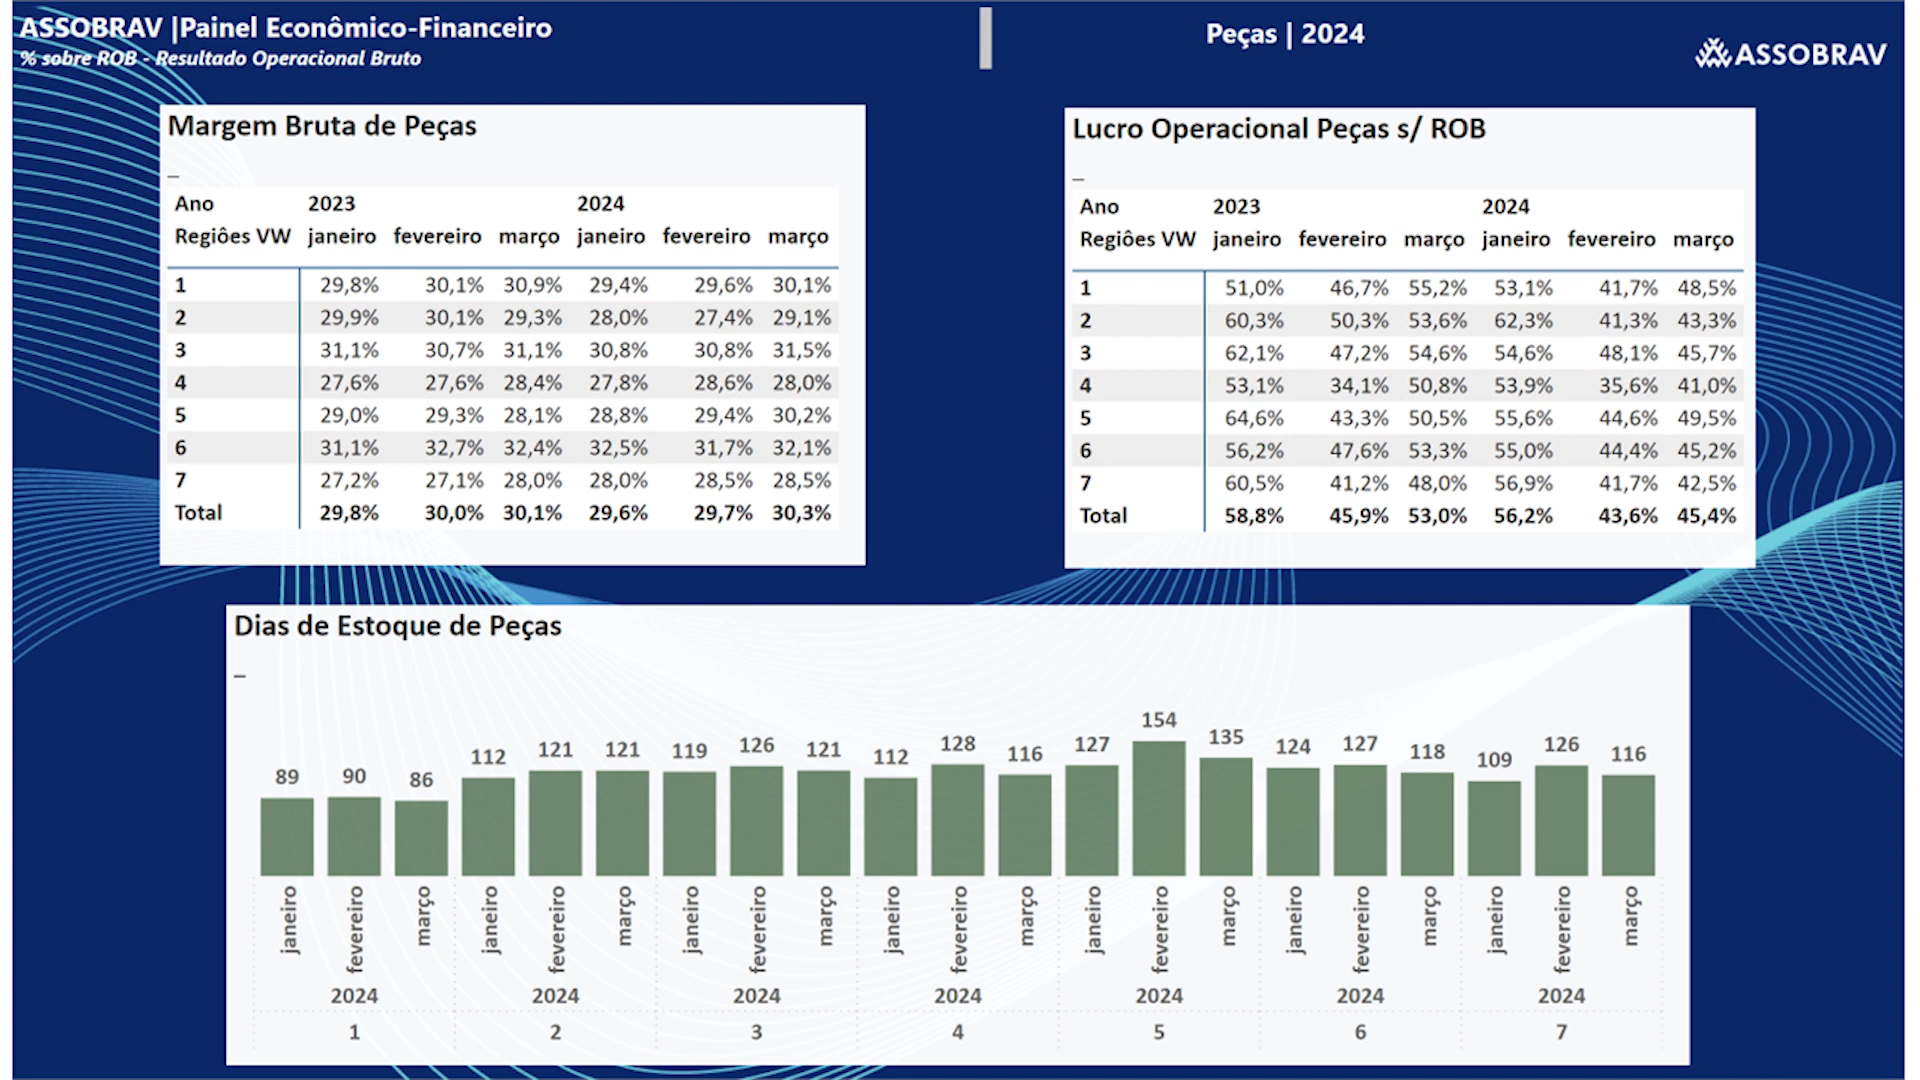 ASSOBRAV |Painel Econômico-Financeiro
% sobre ROB - Resultado Operacional Bruto
Peças | 2024
ASSOBRAV
Margem Bruta de Peças
Ano 2023 2024
Regiões VW janeiro fevereiro março janeiro fevereiro março
1 29,8% 30,1% 30,9% 29,4% 29,6% 30,1%
2 29,9% 30,1% 29,3% 28,0% 27,4% 29,1%
3 31,1% 30,7% 31,1% 30,8% 30,8% 31,5%
4 27,6% 27,6% 28,4% 27,8% 28,6% 28,0%
5 29,0% 29,3% 28,1% 28,8% 29,4% 30,2%
6 31,1% 32,7% 32,4% 32,5% 31,7% 32,1%
7 27,2% 27,1% 28,0% 28,0% 28,5% 28,5%
Total 29,8% 30,0% 30,1% 29,6% 29,7% 30,3%
Lucro Operacional Peças s/ ROB
Ano 2023 2024
Regiões VW janeiro fevereiro março janeiro fevereiro março
1 51,0% 46,7% 55,2% 53,1% 41,7% 48,5%
2 60,3% 50,3% 53,6% 62,3% 41,3% 43,3%
3 62,1% 47,2% 54,6% 54,6% 48,1% 45,7%
4 53,1% 34,1% 50,8% 53,9% 35,6% 41,0%
5 64,6% 43,3% 50,5% 55,6% 44,6% 49,5%
6 56,2% 47,6% 53,3% 55,0% 44,4% 45,2%
7 60,5% 41,2% 48,0% 56,9% 41,7% 42,5%
Total 58,8% 45,9% 53,0% 56,2% 43,6% 45,4%
Dias de Estoque de Peças
89 90 86 112 121 121 119 126 121 112 128 116 127 154 135 124 127 118 109 126 116
janeiro fevereiro março janeiro fevereiro março janeiro fevereiro março janeiro fevereiro março janeiro fevereiro março janeiro fevereiro março janeiro fevereiro março
2024 2024 2024 2024 2024 2024 2024
1 2 3 4 5 6 7